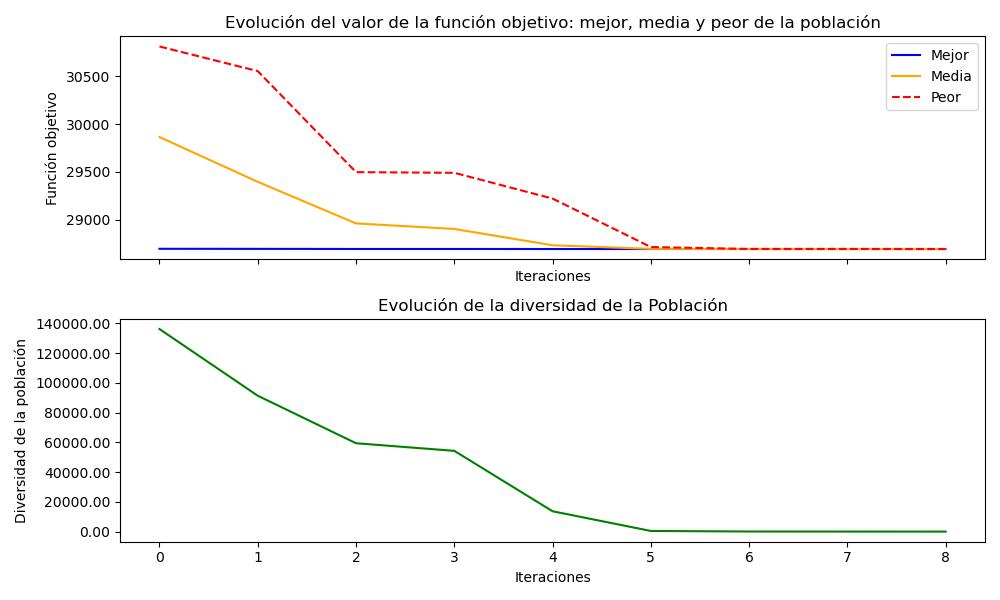 Evolución del valor de la función objetivo: mejor, media y peor de la población
Función objetivo
30500
30000
29500
29000
Mejor
Media
Peor
Iteraciones
Evolución de la diversidad de la Población
Diversidad de la población
140000.00
120000.00
100000.00
80000.00
60000.00
40000.00
20000.00
0.00
0 1 2 3 4 5 6 7 8
Iteraciones